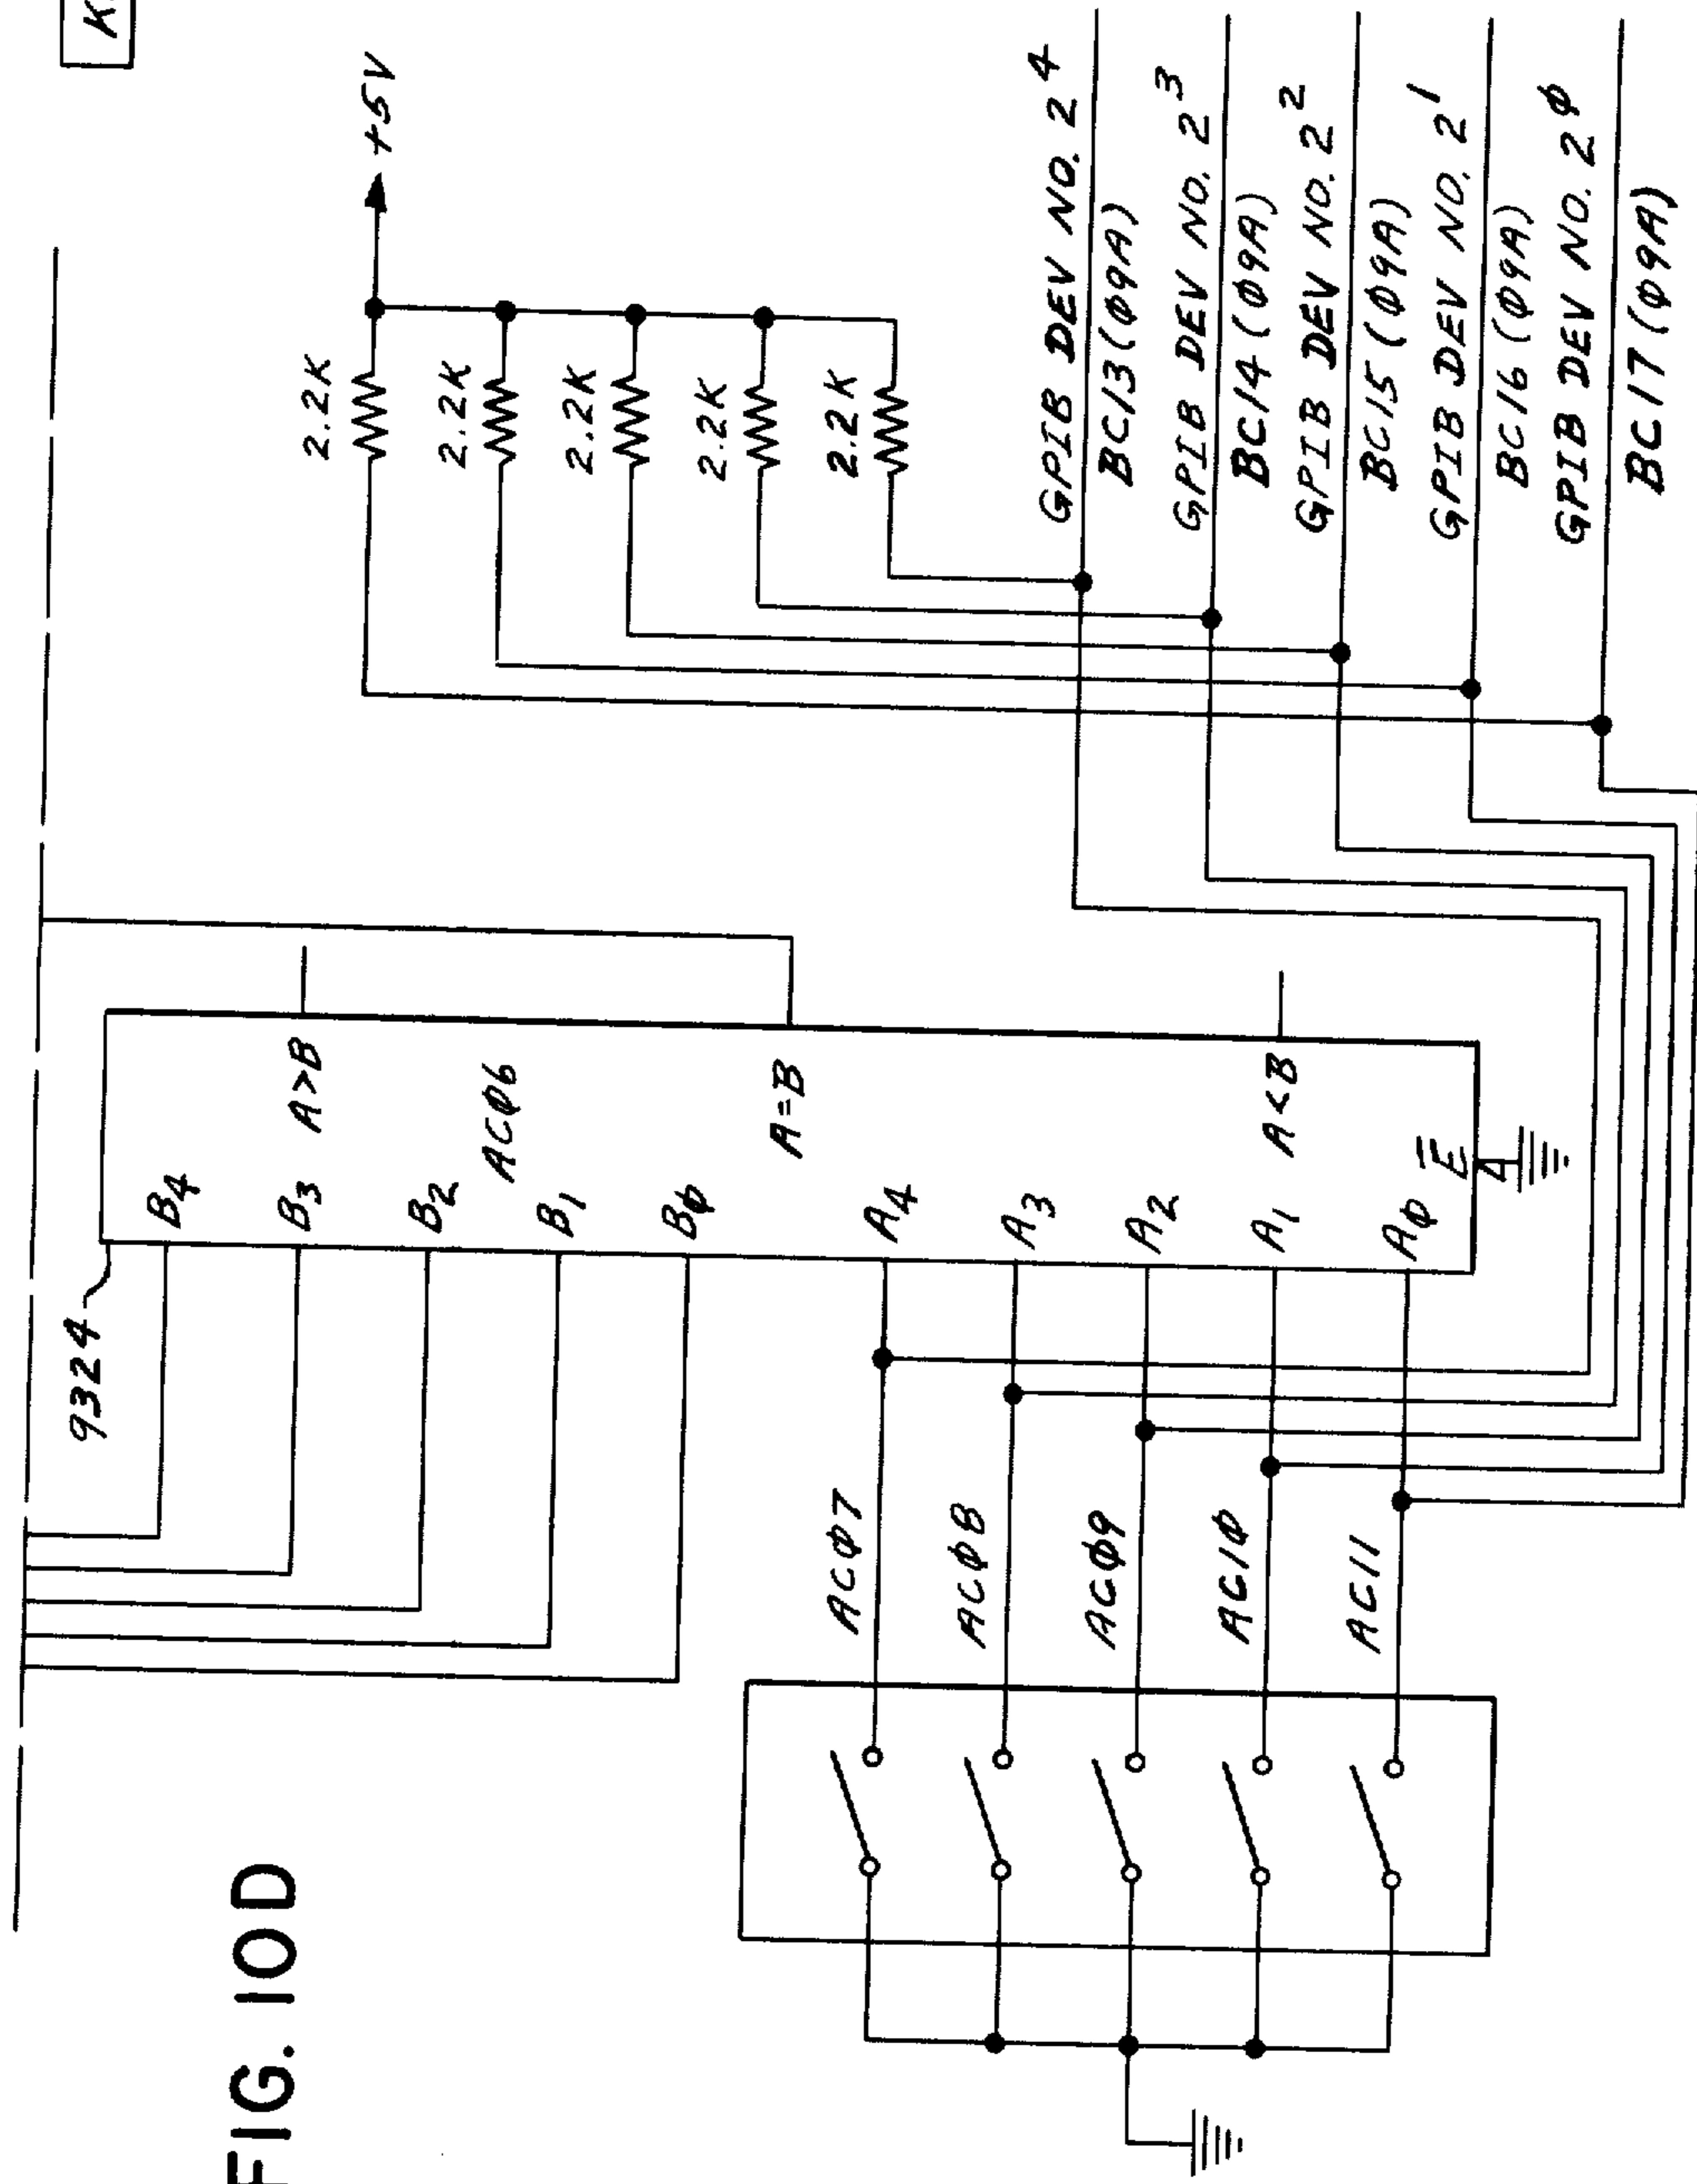 FIG. 10D
9324
B4
B3
B2
B1
BΦ
A4
A3
A2
A1
AΦ
A>B
ACΦ6
A=B
A<B
E̅
A
ACΦ7
ACΦ8
ACΦ9
AC1Φ
AC11
+5V
2.2K
2.2K
2.2K
2.2K
2.2K
GPIB DEV NO. 2^4
BC13(Φ9A)
GPIB DEV NO. 2^3
BC14(Φ9A)
GPIB DEV NO. 2^2
BC15(Φ9A)
GPIB DEV NO. 2^1
BC16(Φ9A)
GPIB DEV NO. 2^Φ
BC17(Φ9A)